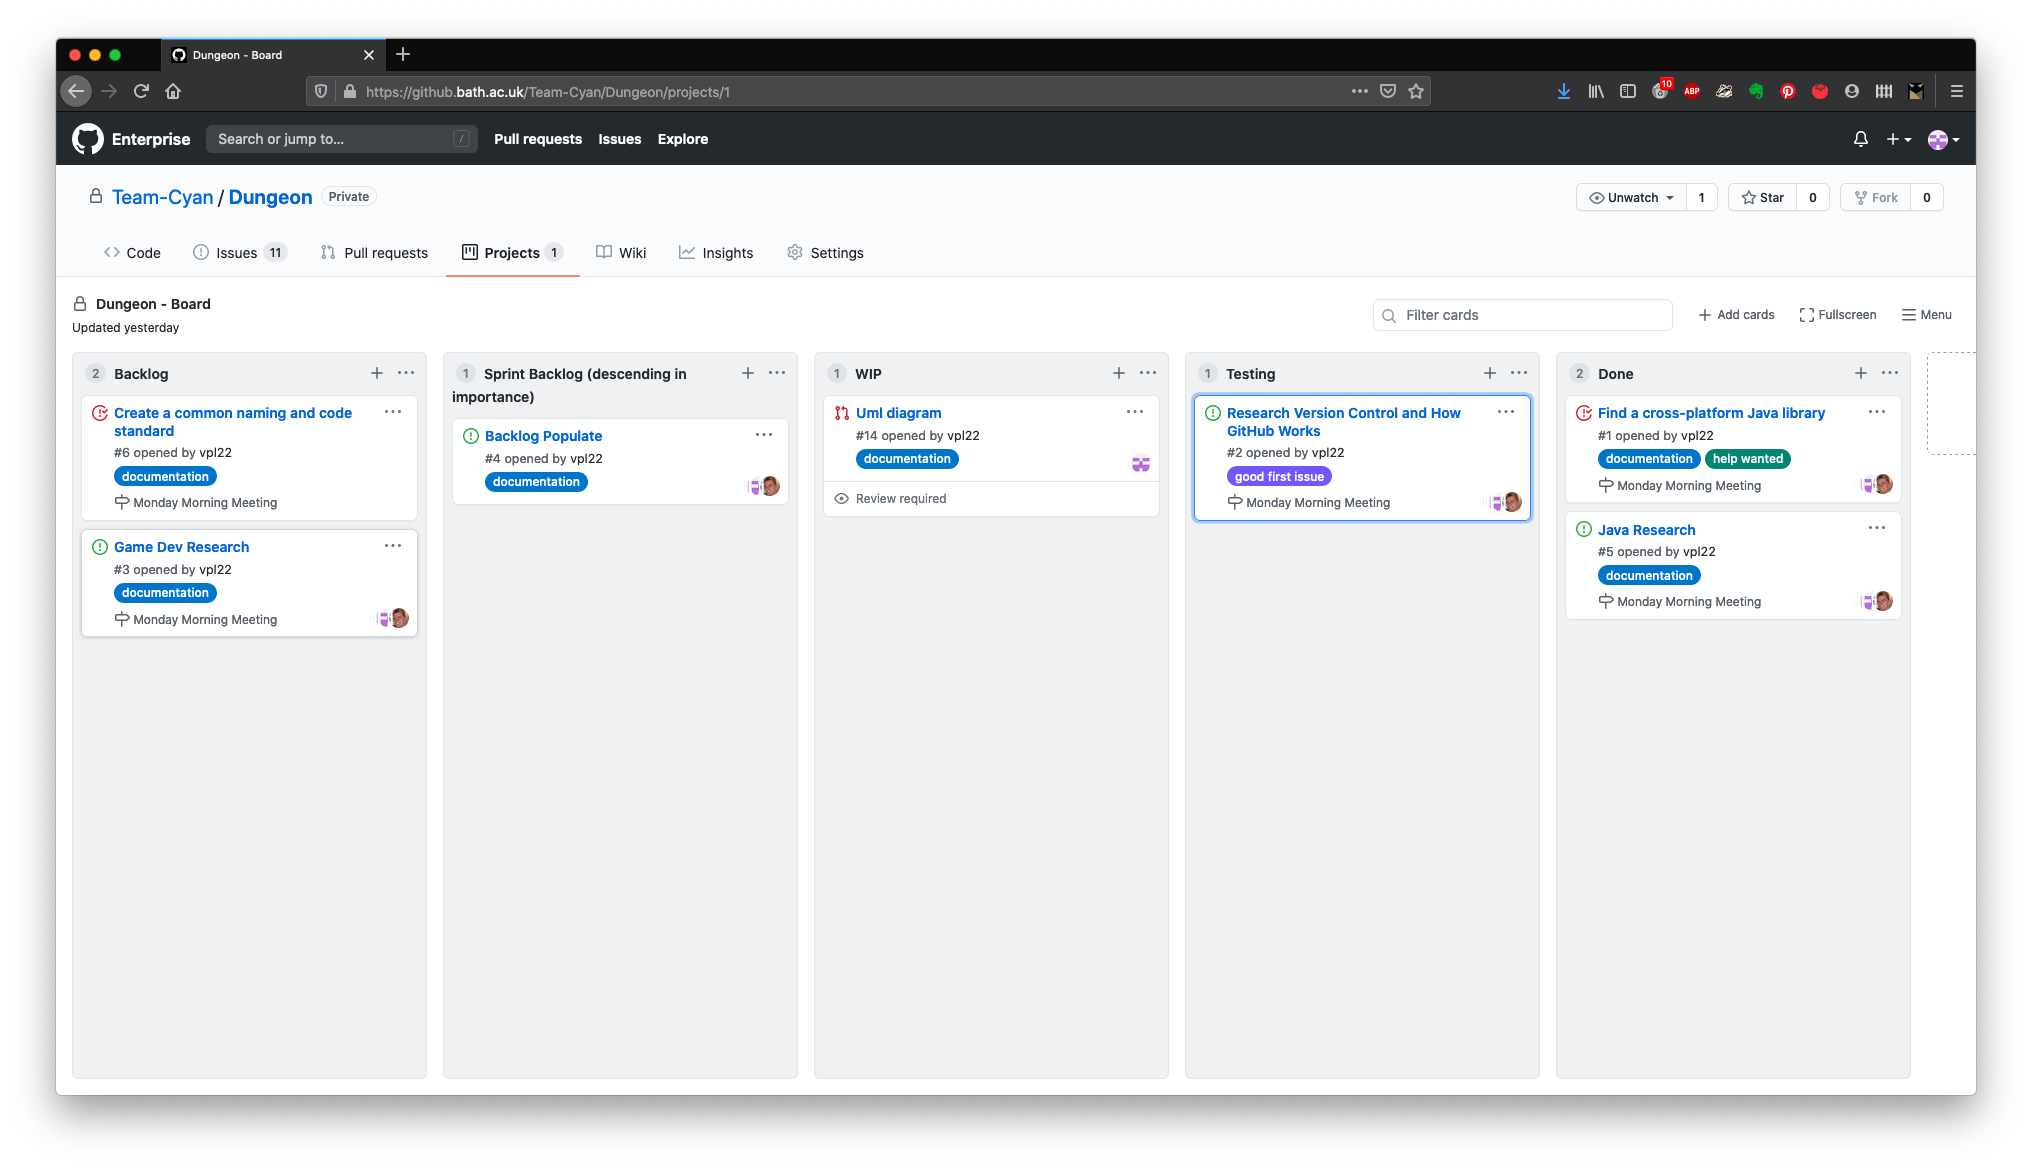 Dungeon - Board
https://github.bath.ac.uk/Team-Cyan/Dungeon/projects/1
10
ABP
Enterprise
Search or jump to...
/
Pull requests
Issues
Explore
Team-Cyan / Dungeon
Private
Unwatch
1
Star
0
Fork
0
Code
Issues 11
Pull requests
Projects 1
Wiki
Insights
Settings
Dungeon - Board
Updated yesterday
Filter cards
Add cards
Fullscreen
Menu
2 Backlog
Create a common naming and code
standard
#6 opened by vpl22
documentation
Monday Morning Meeting
Game Dev Research
#3 opened by vpl22
documentation
Monday Morning Meeting
1 Sprint Backlog (descending in
importance)
Backlog Populate
#4 opened by vpl22
documentation
1 WIP
Uml diagram
#14 opened by vpl22
documentation
Review required
1 Testing
Research Version Control and How
GitHub Works
#2 opened by vpl22
good first issue
Monday Morning Meeting
2 Done
Find a cross-platform Java library
#1 opened by vpl22
documentation help wanted
Monday Morning Meeting
Java Research
#5 opened by vpl22
documentation
Monday Morning Meeting